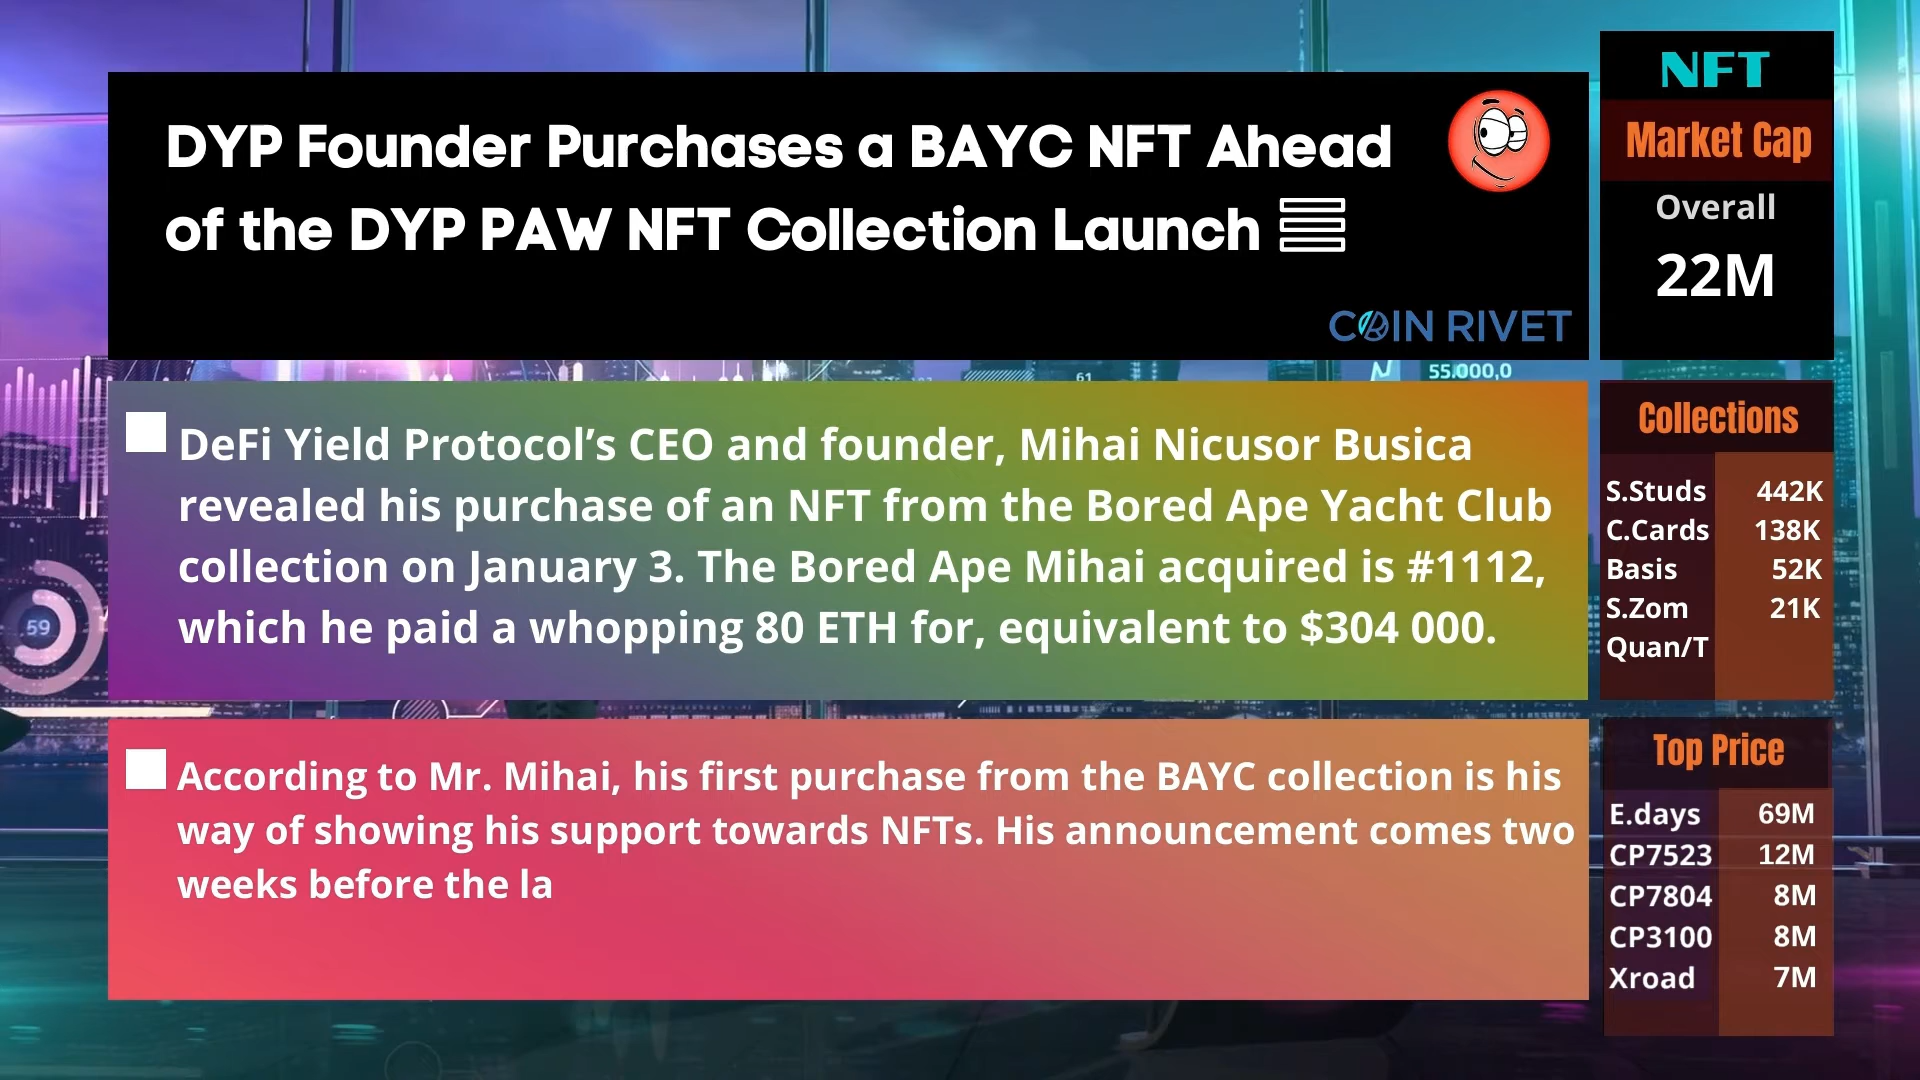 DYP Founder Purchases a BAYC NFT Ahead
of the DYP PAW NFT Collection Launch
COIN RIVET
NFT
Market Cap
Overall
22M
61
55.000,0
DeFi Yield Protocol’s CEO and founder, Mihai Nicusor Busica
revealed his purchase of an NFT from the Bored Ape Yacht Club
collection on January 3. The Bored Ape Mihai acquired is #1112,
which he paid a whopping 80 ETH for, equivalent to $304 000.
59
Collections
S.Studs 442K
C.Cards 138K
Basis 52K
S.Zom 21K
Quan/T
According to Mr. Mihai, his first purchase from the BAYC collection is his
way of showing his support towards NFTs. His announcement comes two
weeks before the la
Top Price
E.days 69M
CP7523 12M
CP7804 8M
CP3100 8M
Xroad 7M